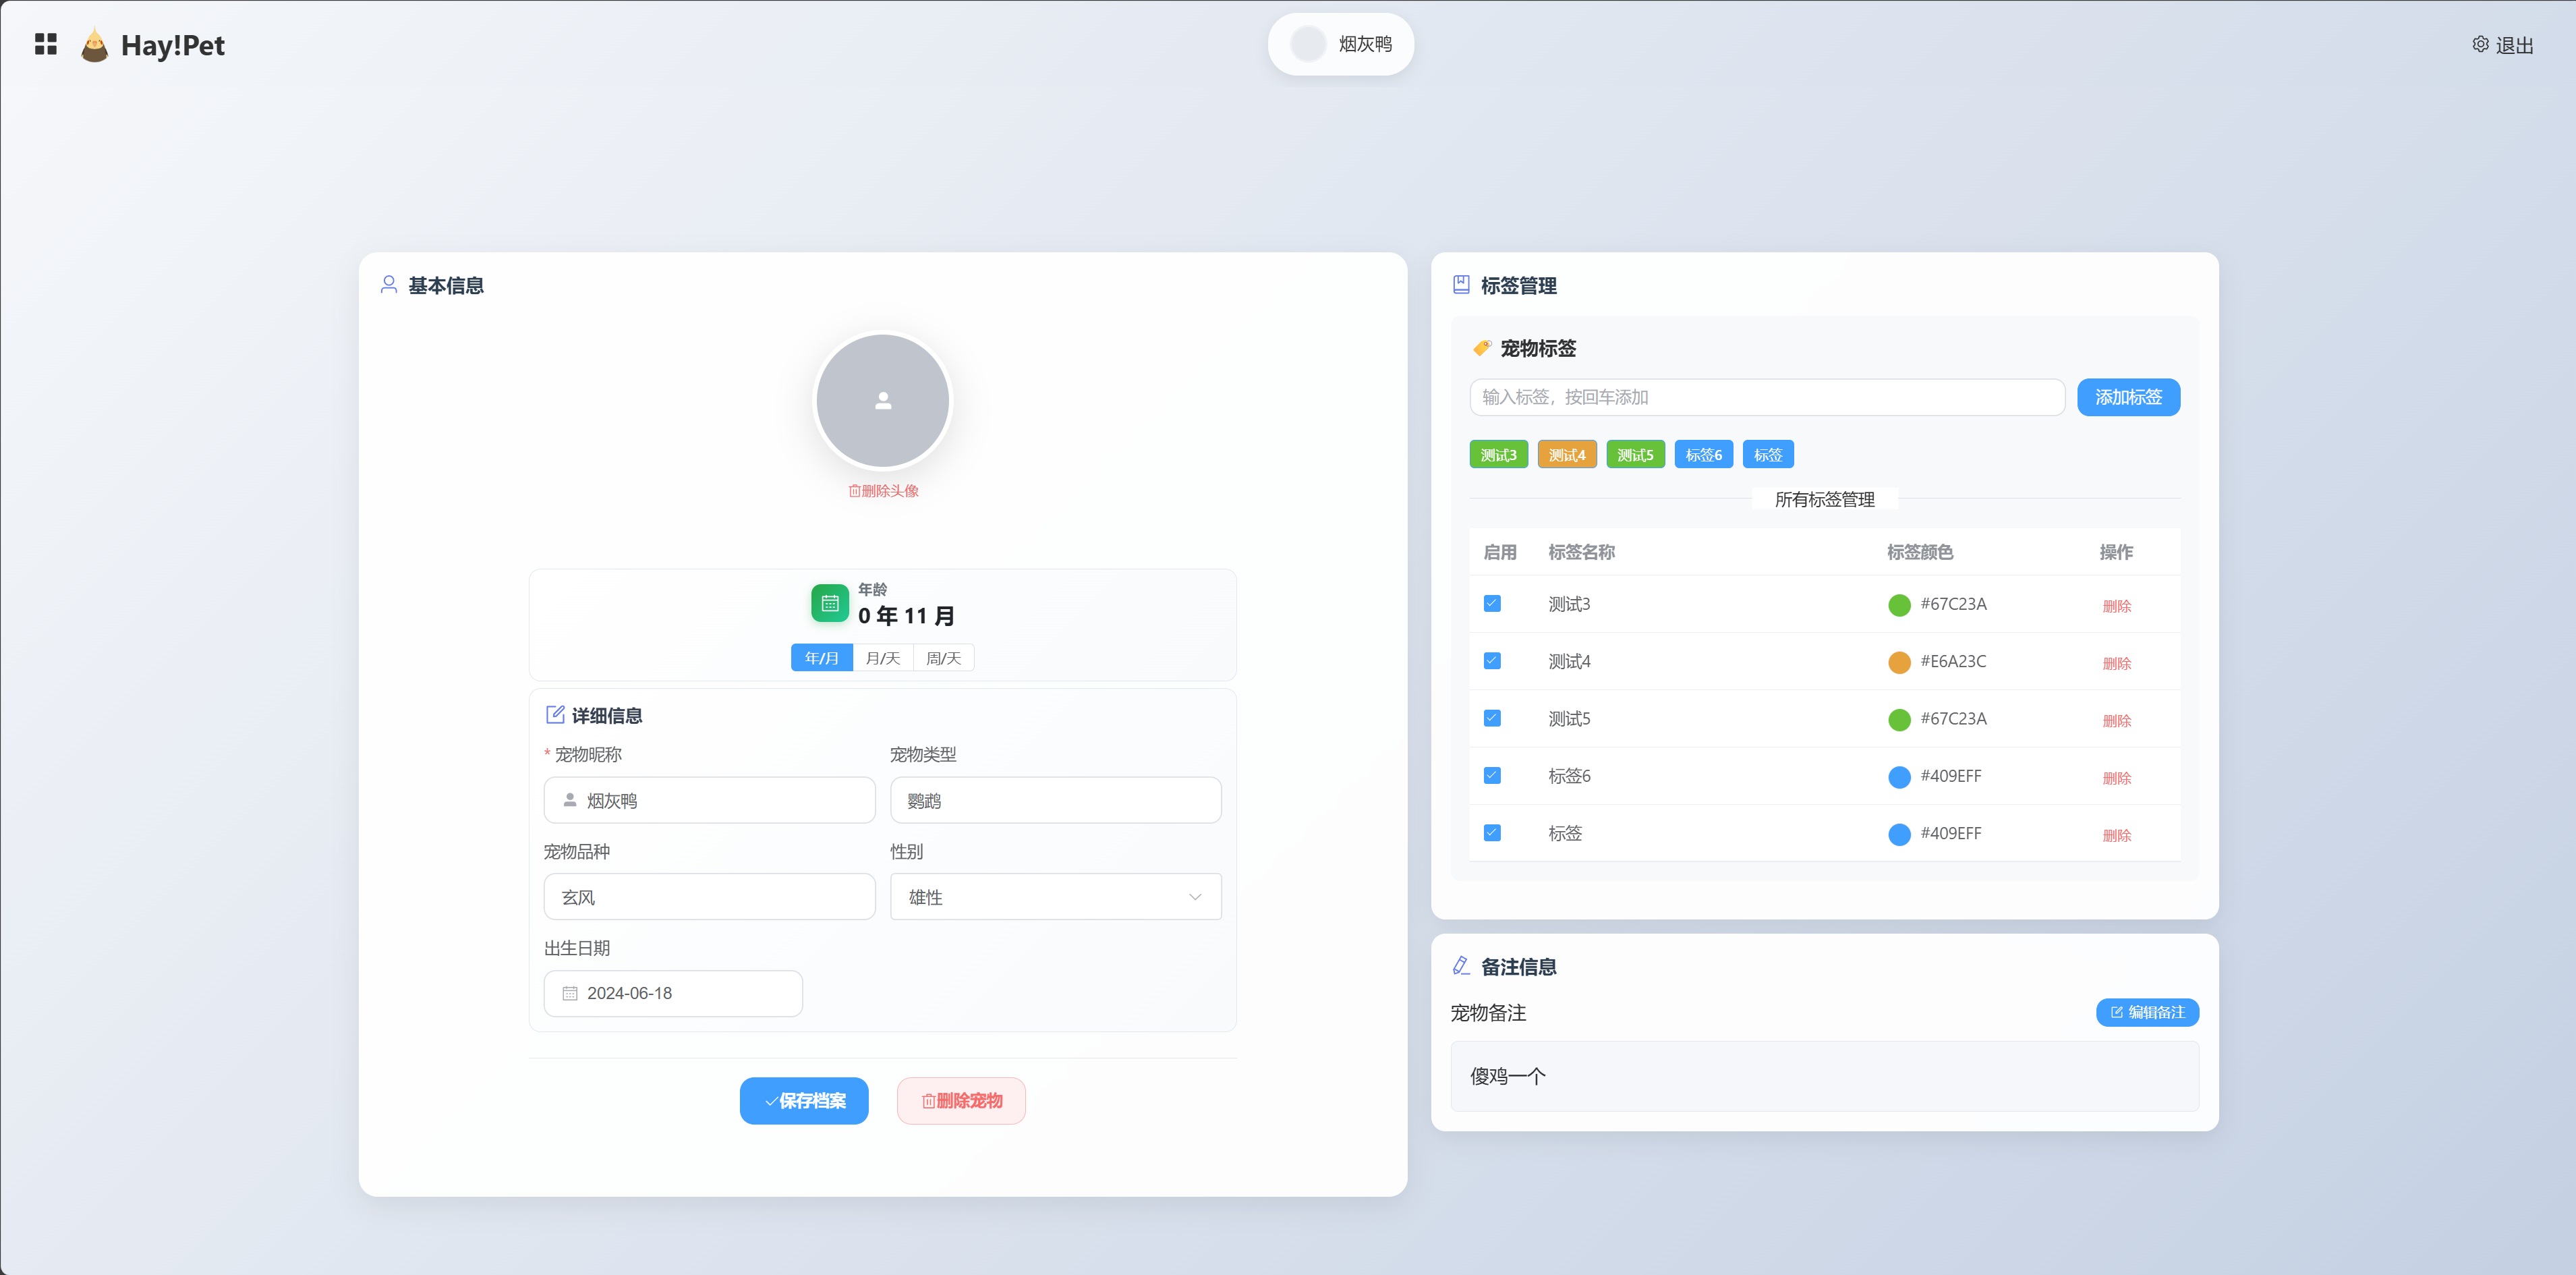 Hay!Pet
烟灰鸭
退出
基本信息
删除头像
年龄
0 年 11 月
年/月 月/天 周/天
详细信息
* 宠物昵称 宠物类型
烟灰鸭 鹦鹉
宠物品种 性别
玄风 雄性
出生日期
2024-06-18
保存档案 删除宠物
标签管理
宠物标签
输入标签，按回车添加 添加标签
测试3 测试4 测试5 标签6 标签
所有标签管理
启用 标签名称 标签颜色 操作
测试3 #67C23A 删除
测试4 #E6A23C 删除
测试5 #67C23A 删除
标签6 #409EFF 删除
标签 #409EFF 删除
备注信息
宠物备注 编辑备注
傻鸡一个